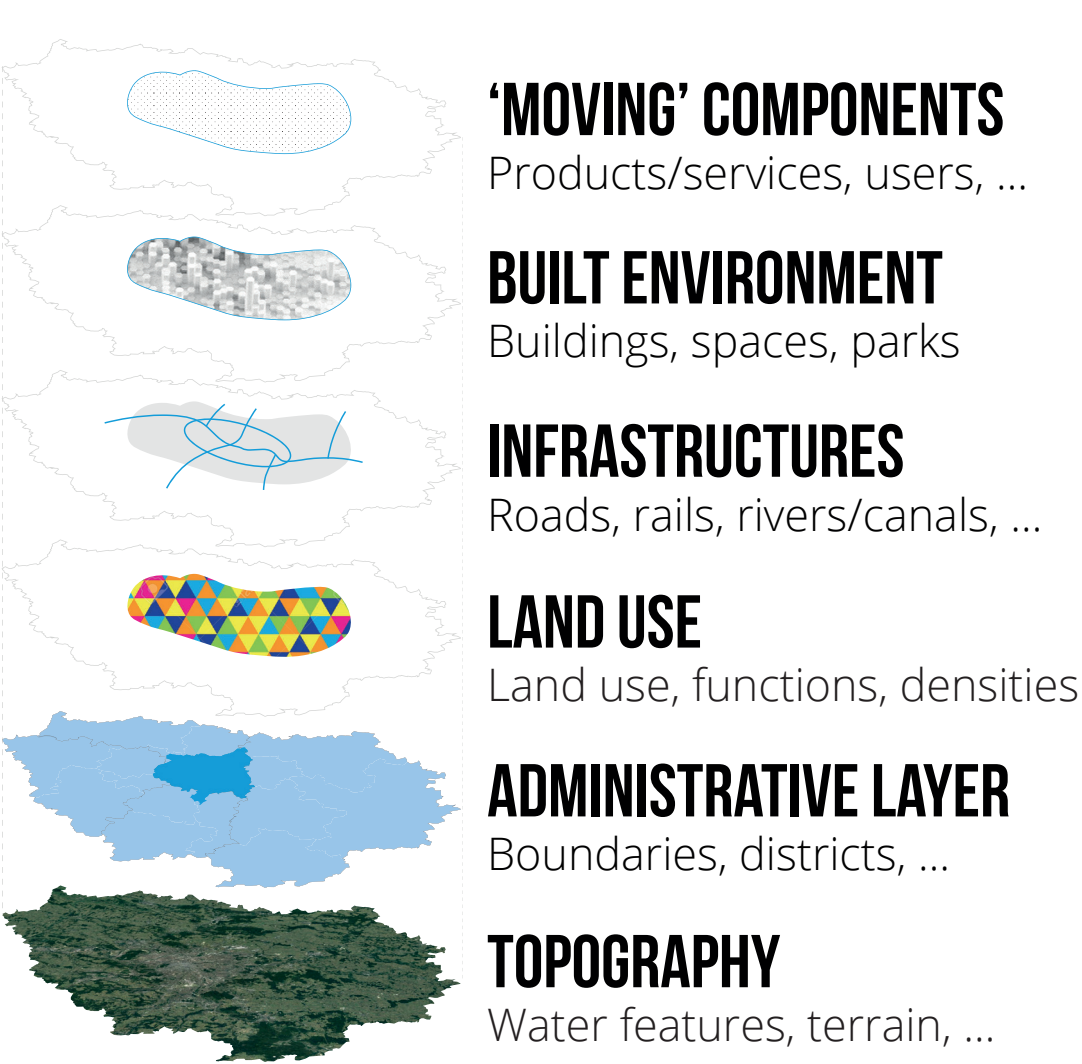 ‘MOVING’ COMPONENTS
Products/services, users, ...
BUILT ENVIRONMENT
Buildings, spaces, parks
INFRASTRUCTURES
Roads, rails, rivers/canals, ...
LAND USE
Land use, functions, densities
ADMINISTRATIVE LAYER
Boundaries, districts, ...
TOPOGRAPHY
Water features, terrain, ...